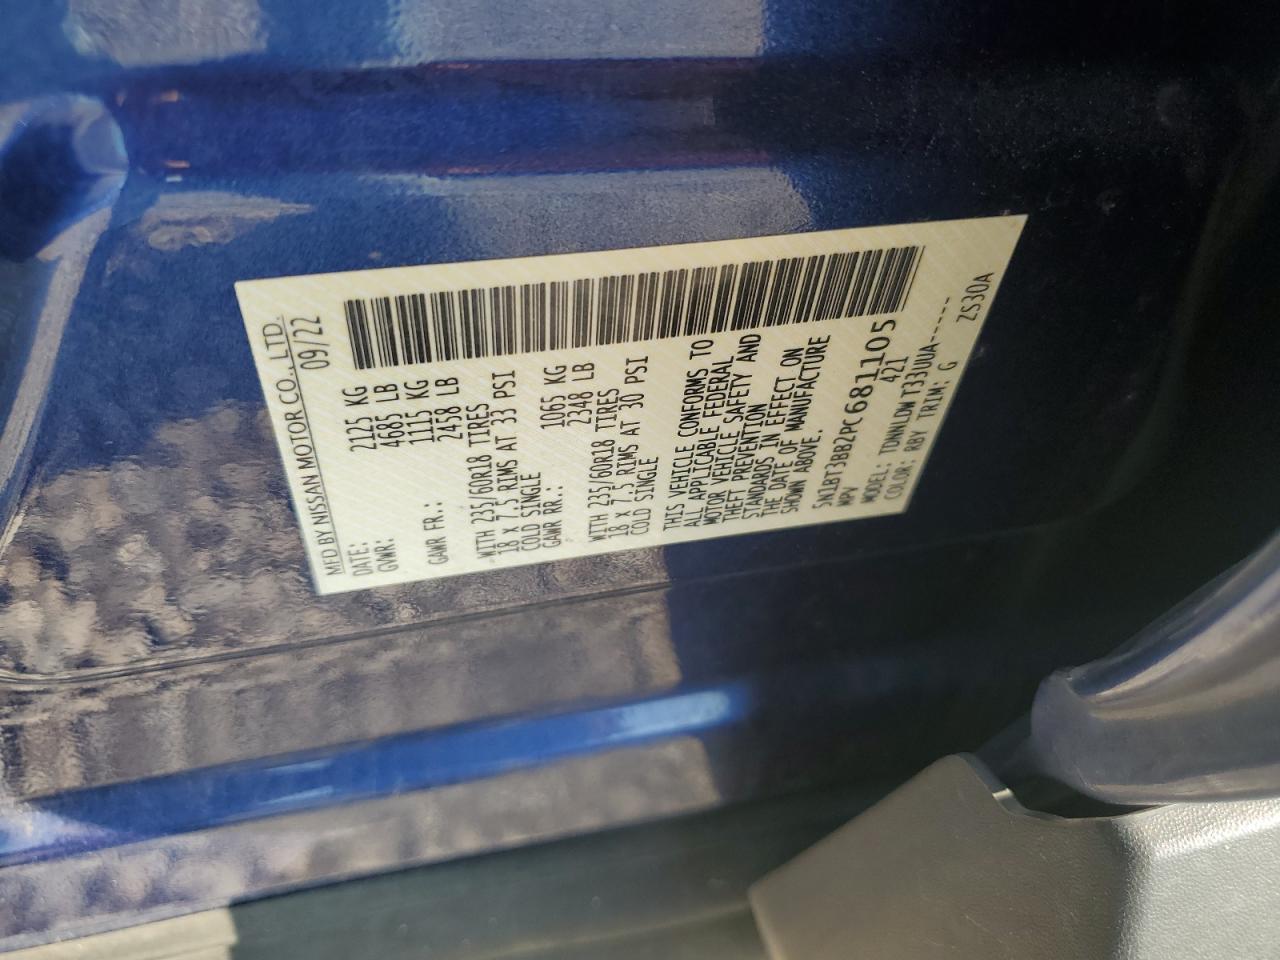 MFD BY NISSAN MOTOR CO., LTD.
DATE: 09/22
GVWR: 2125 KG
4685 LB
GAWR FR.: 1115 KG
2458 LB
WITH 235/60R18 TIRES
18 X 7.5 RIMS AT 33 PSI
COLD SINGLE
GAWR RR.: 1065 KG
2348 LB
WITH 235/60R18 TIRES
18 X 7.5 RIMS AT 30 PSI
COLD SINGLE
THIS VEHICLE CONFORMS TO
ALL APPLICABLE FEDERAL
MOTOR VEHICLE SAFETY AND
THEFT PREVENTION
STANDARDS IN EFFECT ON
THE DATE OF MANUFACTURE
SHOWN ABOVE.
5N1BT3BB2PC681105
MPV 421
MODEL: TDNNLDW T33UUA------
COLOR: RBY TRIM: G ZS30A